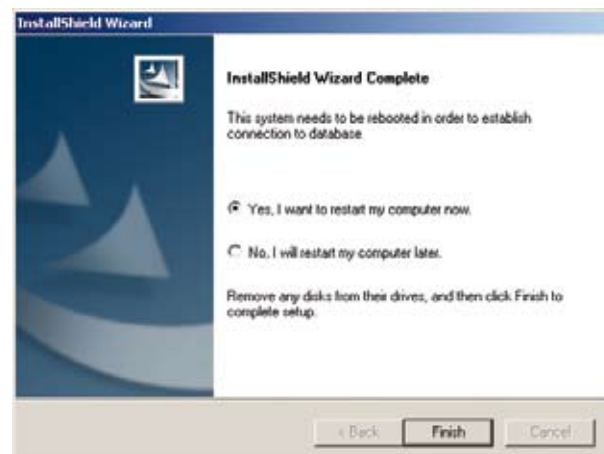 InstallShield Wizard
InstallShield Wizard Complete
This system needs to be rebooted in order to establish
connection to database
Yes, I want to restart my computer now.
No, I will restart my computer later.
Remove any disks from their drives, and then click Finish to
complete setup.
< Back
Finish
Cancel